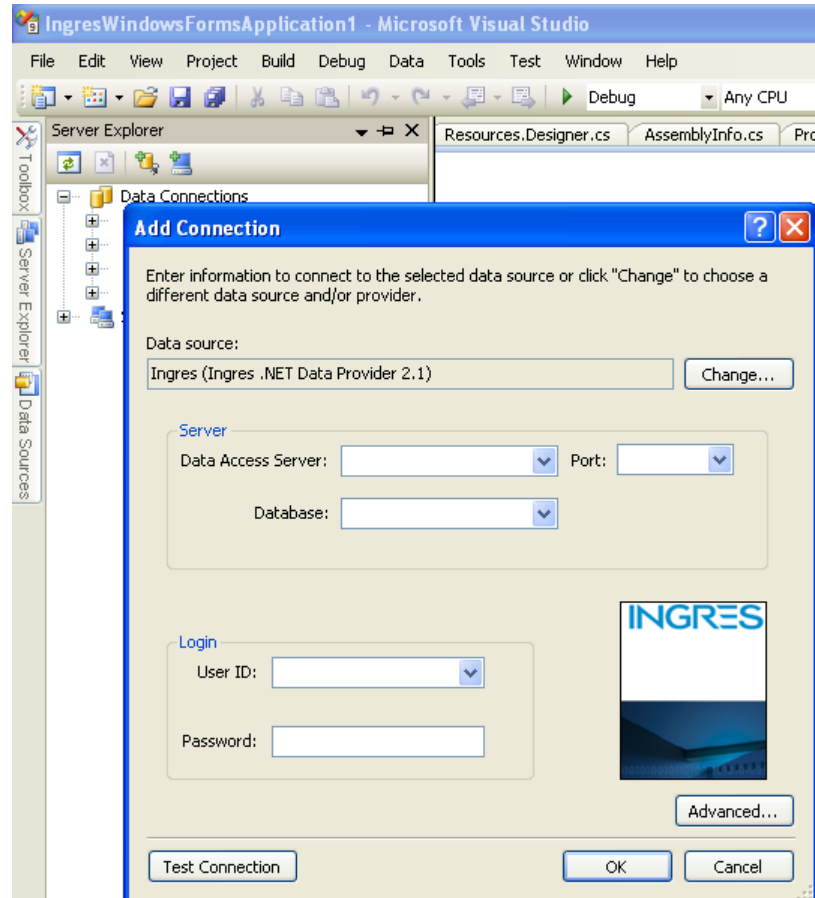 IngresWindowsFormsApplication1 - Microsoft Visual Studio
File Edit View Project Build Debug Data Tools Test Window Help
Debug Any CPU
Server Explorer
Resources.Designer.cs AssemblyInfo.cs
Toolbox
Server Explorer
Data Sources
Data Connections
Add Connection
Enter information to connect to the selected data source or click "Change" to choose a
different data source and/or provider.
Data source:
Ingres (Ingres .NET Data Provider 2.1)
Change...
Server
Data Access Server:
Port:
Database:
INGRES
Login
User ID:
Password:
Advanced...
Test Connection
OK
Cancel